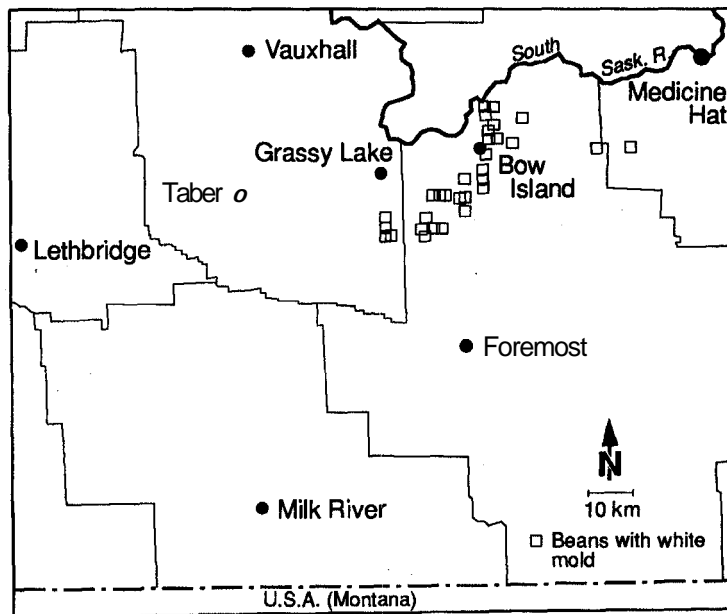 Vauxhall
South
Sask. R.
Medicine
Hat
Grassy Lake
Bow
Island
Taber
Lethbridge
Foremost
N
10 km
Milk River
Beans with white
mold
U.S.A. (Montana)